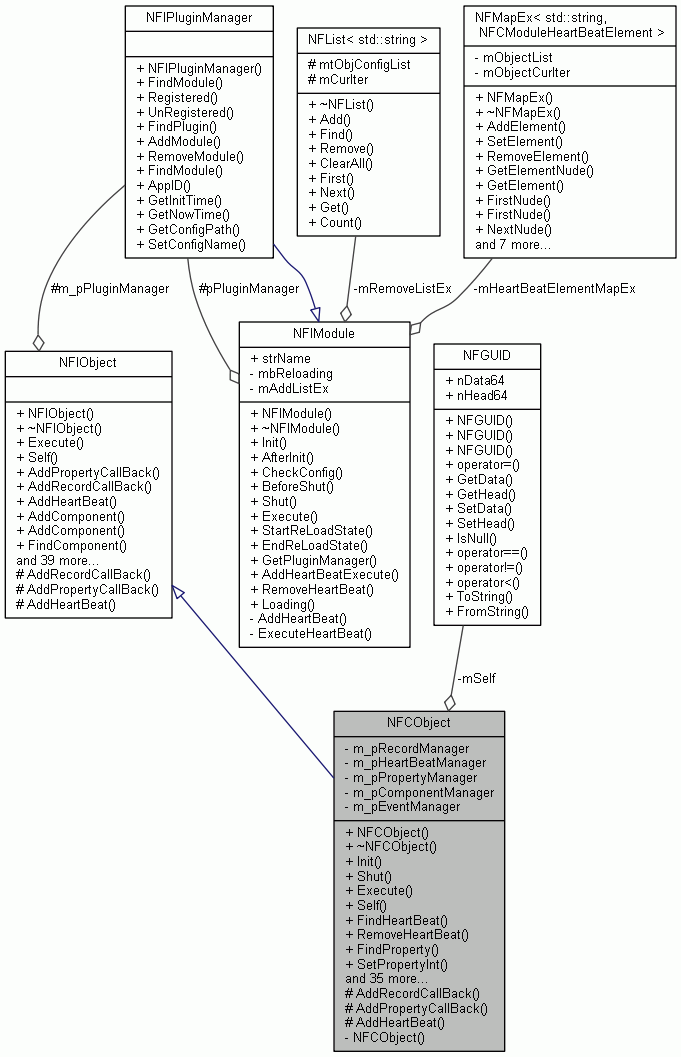 NFIPluginManager
+ NFIPluginManager()
+ FindModule()
+ Registered()
+ UnRegistered()
+ FindPlugin()
+ AddModule()
+ RemoveModule()
+ FindModule()
+ AppID()
+ GetInitTime()
+ GetNowTime()
+ GetConfigPath()
+ SetConfigName()
NFList< std::string >
# mtObjConfigList
# mCurIter
+ ~NFList()
+ Add()
+ Find()
+ Remove()
+ ClearAll()
+ First()
+ Next()
+ Get()
+ Count()
NFMapEx< std::string,
NFCModuleHeartBeatElement >
- mObjectList
- mObjectCurIter
+ NFMapEx()
+ ~NFMapEx()
+ AddElement()
+ SetElement()
+ RemoveElement()
+ GetElementNude()
+ GetElement()
+ FirstNude()
+ FirstNude()
+ NextNude()
and 7 more...
#m_pPluginManager
#pPluginManager
-mRemoveListEx
-mHeartBeatElementMapEx
NFIObject
+ NFIObject()
+ ~NFIObject()
+ Execute()
+ Self()
+ AddPropertyCallBack()
+ AddRecordCallBack()
+ AddHeartBeat()
+ AddComponent()
+ AddComponent()
+ FindComponent()
and 39 more...
# AddRecordCallBack()
# AddPropertyCallBack()
# AddHeartBeat()
NFIModule
+ strName
- mbReloading
- mAddListEx
+ NFIModule()
+ ~NFIModule()
+ Init()
+ AfterInit()
+ CheckConfig()
+ BeforeShut()
+ Shut()
+ Execute()
+ StartReLoadState()
+ EndReLoadState()
+ GetPluginManager()
+ AddHeartBeatExecute()
+ RemoveHeartBeat()
+ Loading()
- AddHeartBeat()
- ExecuteHeartBeat()
NFGUID
+ nData64
+ nHead64
+ NFGUID()
+ NFGUID()
+ NFGUID()
+ operator=()
+ GetData()
+ GetHead()
+ SetData()
+ SetHead()
+ IsNull()
+ operator==()
+ operator!=()
+ operator<()
+ ToString()
+ FromString()
-mSelf
NFCObject
- m_pRecordManager
- m_pHeartBeatManager
- m_pPropertyManager
- m_pComponentManager
- m_pEventManager
+ NFCObject()
+ ~NFCObject()
+ Init()
+ Shut()
+ Execute()
+ Self()
+ FindHeartBeat()
+ RemoveHeartBeat()
+ FindProperty()
+ SetPropertyInt()
and 35 more...
# AddRecordCallBack()
# AddPropertyCallBack()
# AddHeartBeat()
- NFCObject()